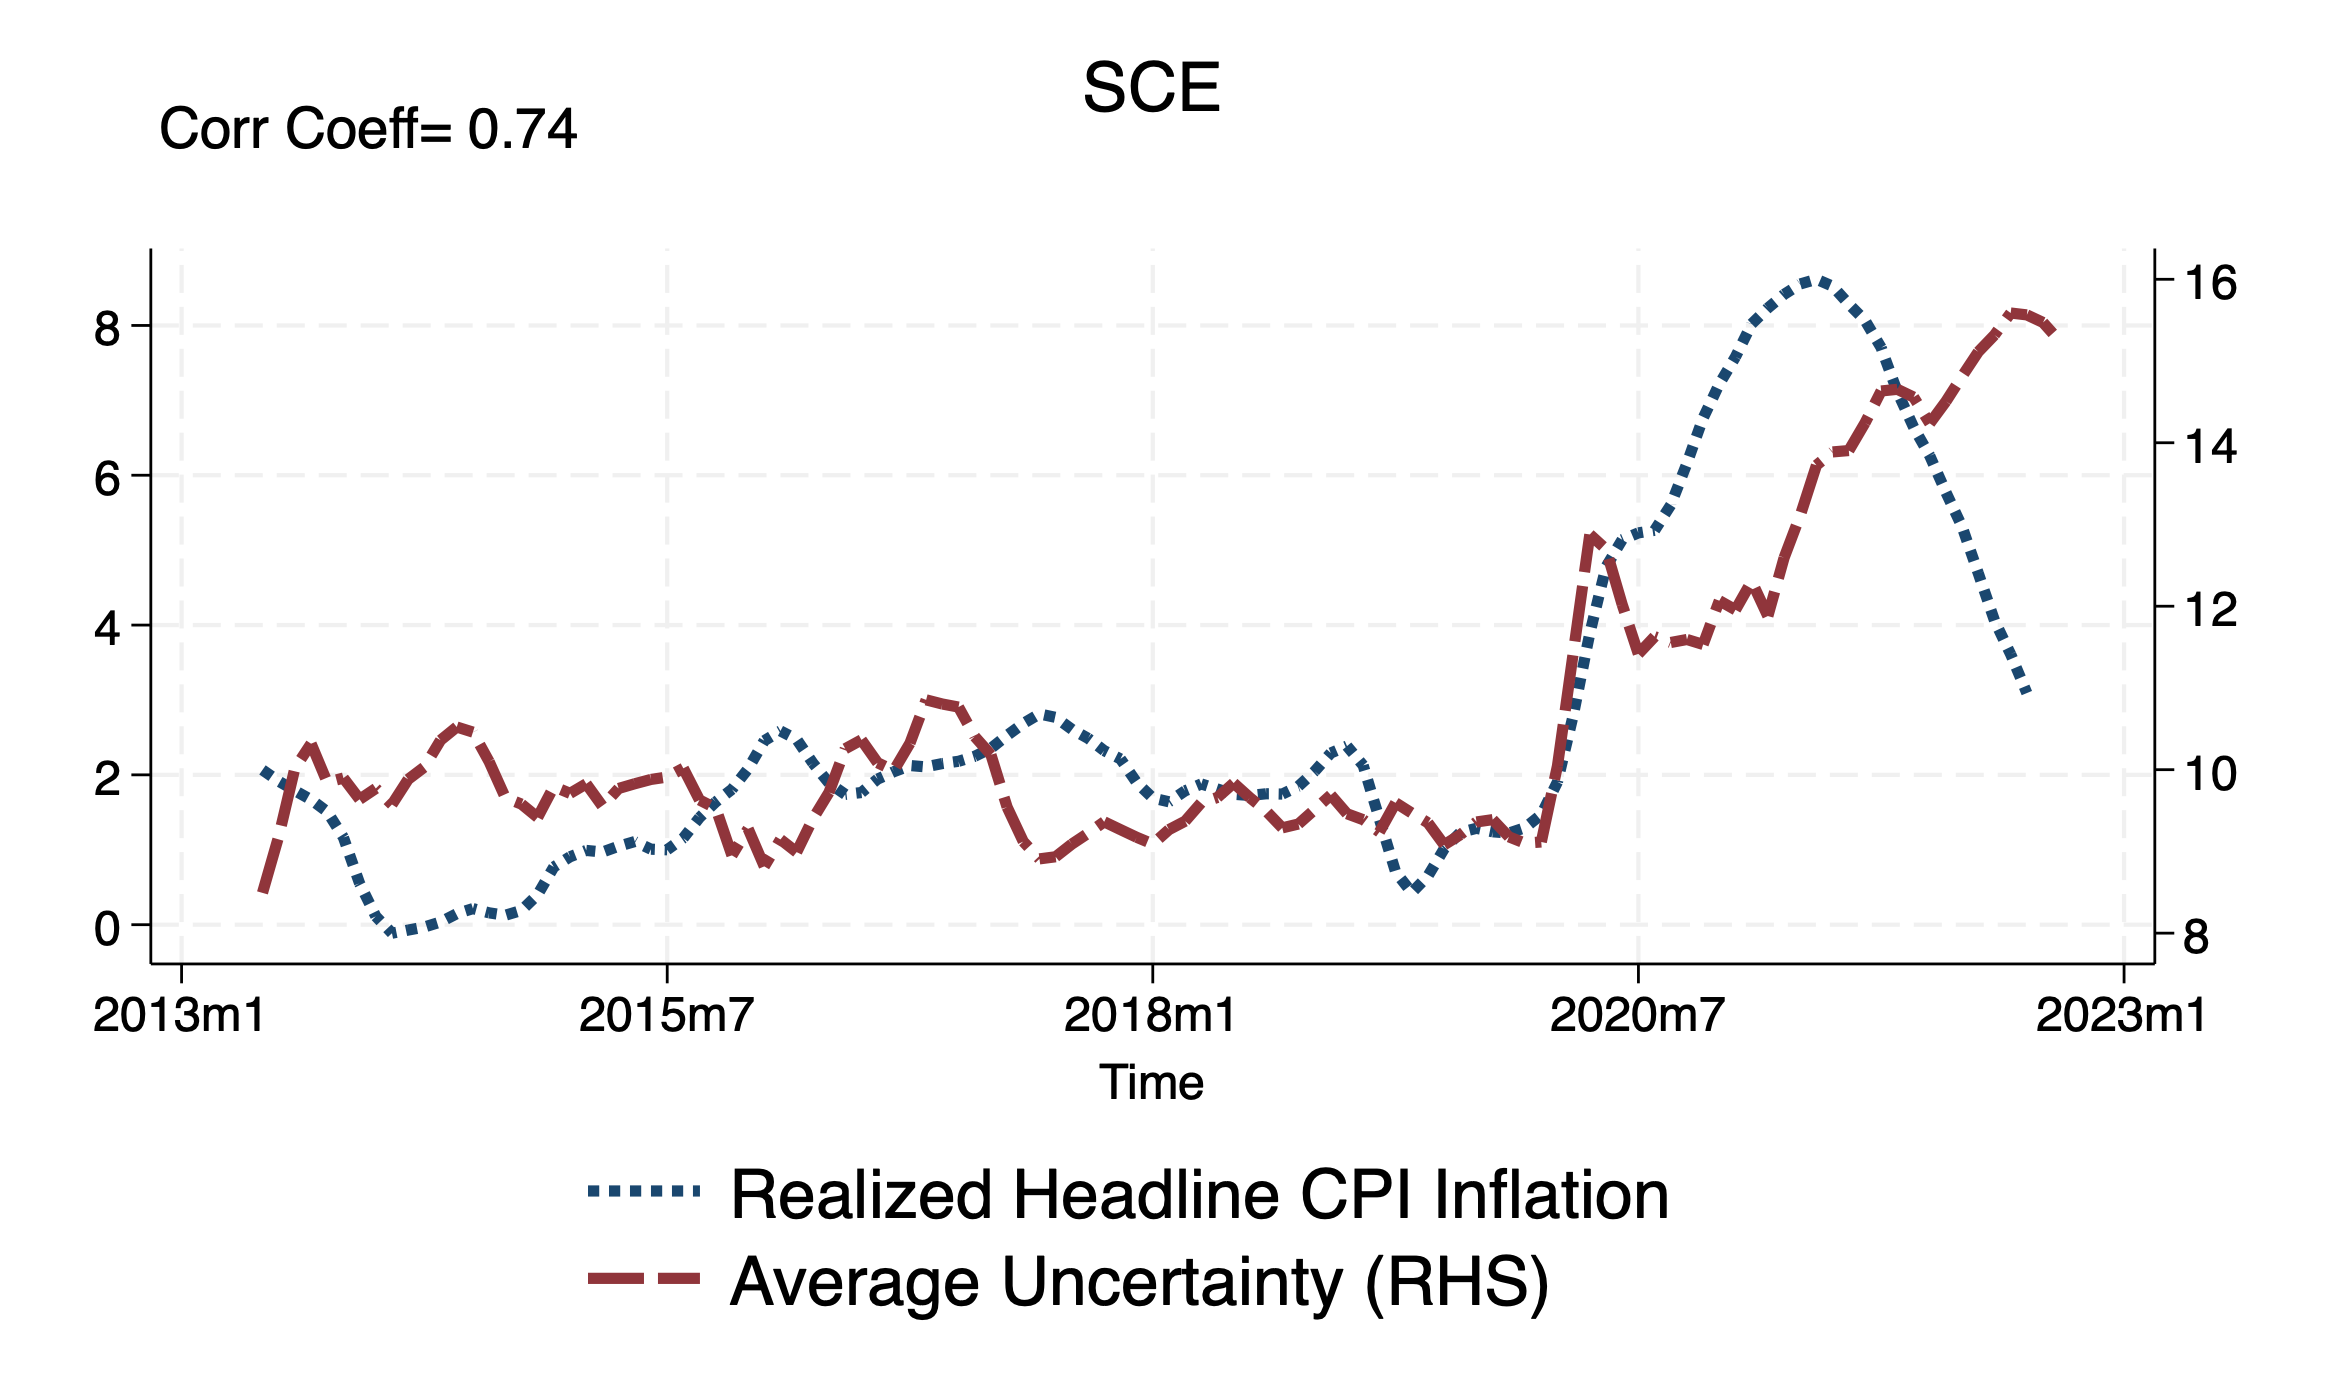 SCE
Corr Coeff= 0.74
16
8
14
6
12
4
10
2
8
0
2013m1
2015m7
2018m1
2020m7
2023m1
Time
Realized Headline CPI Inflation
Average Uncertainty (RHS)